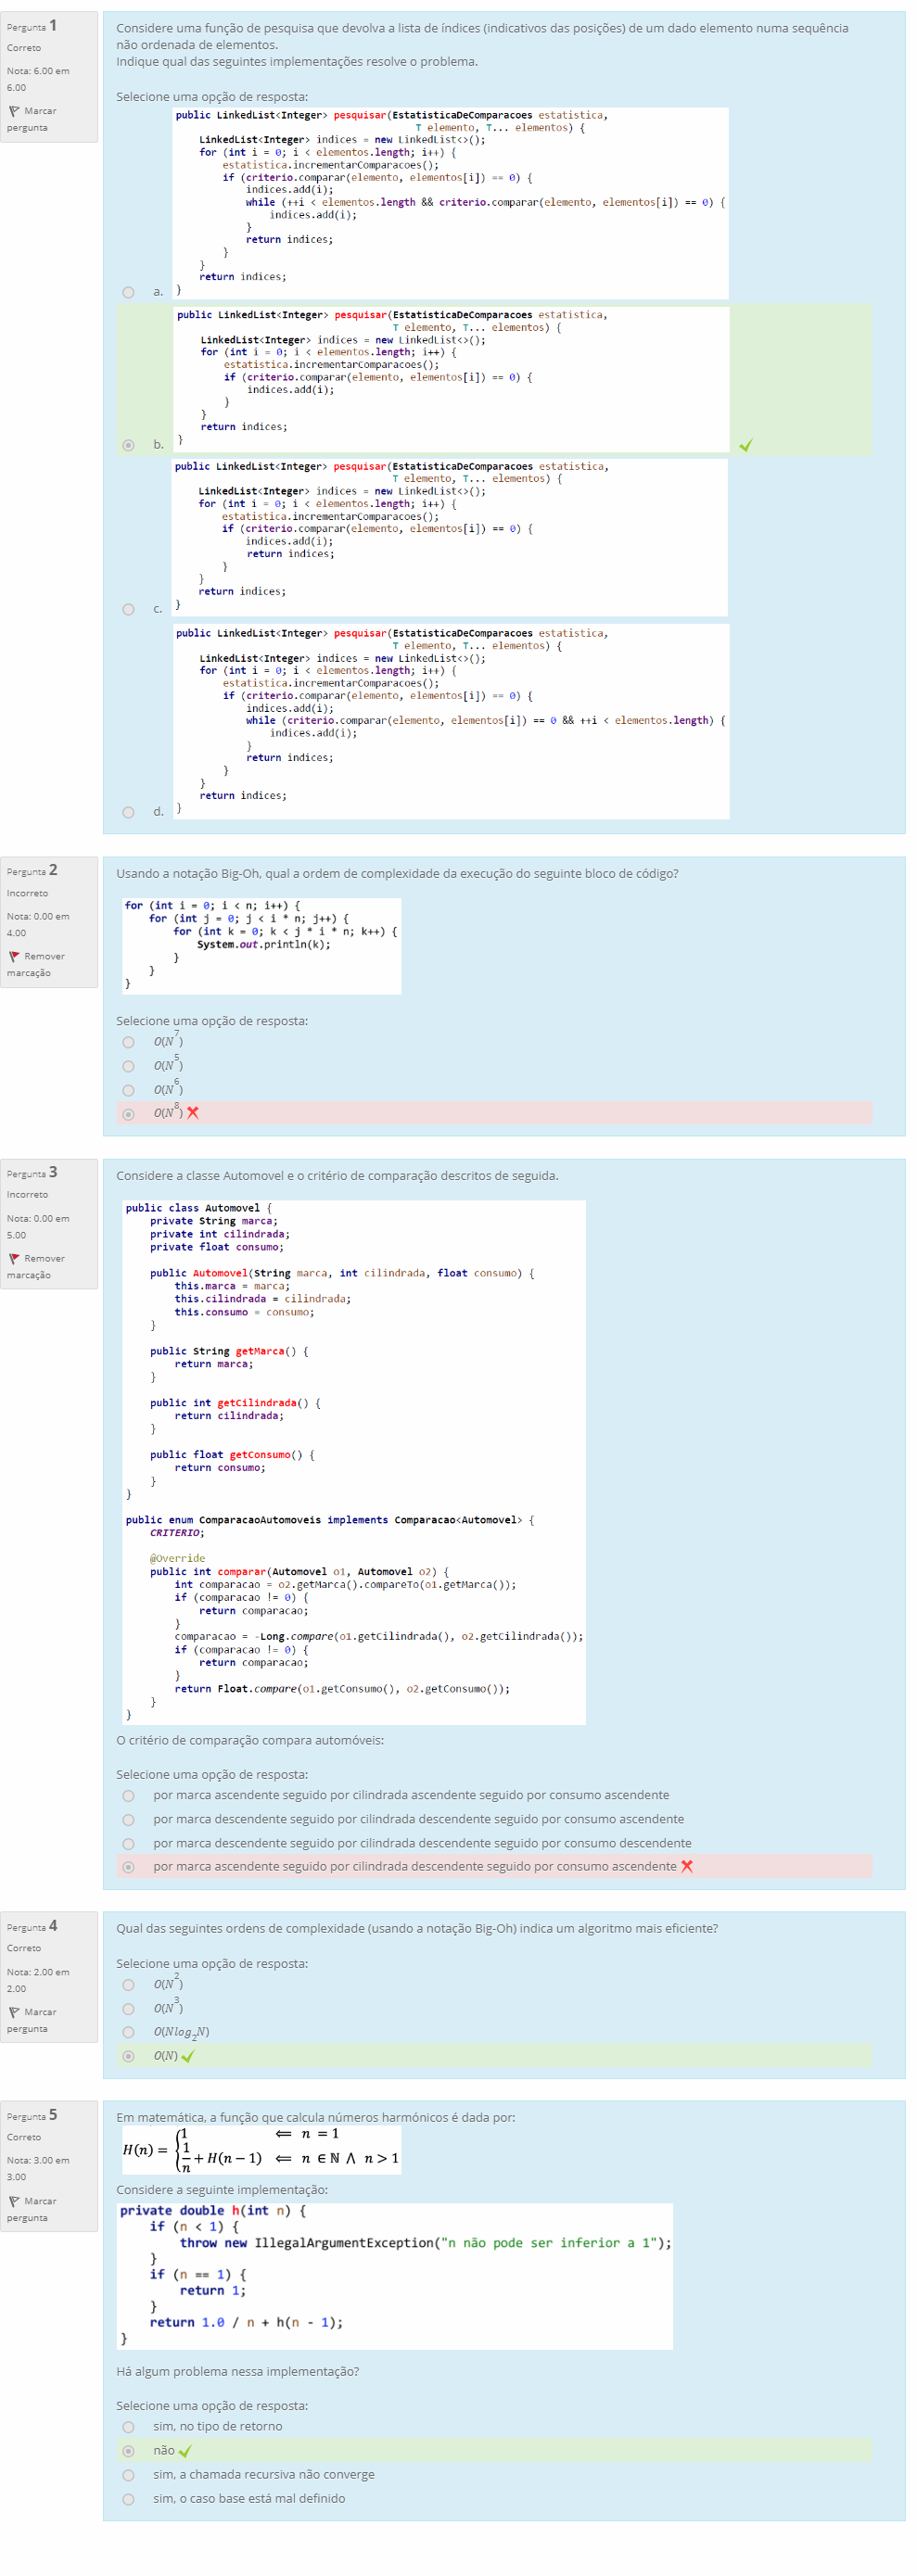 Pergunta 1
Correto
Nota: 6.00 em
6.00
Marcar
pergunta
Considere uma função de pesquisa que devolva a lista de índices (indicativos das posições) de um dado elemento numa sequência
não ordenada de elementos.
Indique qual das seguintes implementações resolve o problema.
Selecione uma opção de resposta:
public LinkedList<Integer> pesquisar(EstatisticaDeComparacoes estatistica,
T elemento, T... elementos) {
LinkedList<Integer> indices = new LinkedList<>();
for (int i = 0; i < elementos.length; i++) {
estatistica.incrementarComparacoes();
if (criterio.comparar(elemento, elementos[i]) == 0) {
indices.add(i);
while (++i < elementos.length && criterio.comparar(elemento, elementos[i]) == 0) {
indices.add(i);
}
return indices;
}
}
return indices;
}
a.
public LinkedList<Integer> pesquisar(EstatisticaDeComparacoes estatistica,
T elemento, T... elementos) {
LinkedList<Integer> indices = new LinkedList<>();
for (int i = 0; i < elementos.length; i++) {
estatistica.incrementarComparacoes();
if (criterio.comparar(elemento, elementos[i]) == 0) {
indices.add(i);
}
}
return indices;
}
b.
public LinkedList<Integer> pesquisar(EstatisticaDeComparacoes estatistica,
T elemento, T... elementos) {
LinkedList<Integer> indices = new LinkedList<>();
for (int i = 0; i < elementos.length; i++) {
estatistica.incrementarComparacoes();
if (criterio.comparar(elemento, elementos[i]) == 0) {
indices.add(i);
return indices;
}
}
return indices;
}
c.
public LinkedList<Integer> pesquisar(EstatisticaDeComparacoes estatistica,
T elemento, T... elementos) {
LinkedList<Integer> indices = new LinkedList<>();
for (int i = 0; i < elementos.length; i++) {
estatistica.incrementarComparacoes();
if (criterio.comparar(elemento, elementos[i]) == 0) {
indices.add(i);
while (criterio.comparar(elemento, elementos[i]) == 0 && ++i < elementos.length) {
indices.add(i);
}
return indices;
}
}
return indices;
}
d.
Pergunta 2
Incorreto
Nota: 0.00 em
4.00
Remover
marcação
Usando a notação Big-Oh, qual a ordem de complexidade da execução do seguinte bloco de código?
for (int i = 0; i < n; i++) {
for (int j = 0; j < i * n; j++) {
for (int k = 0; k < j * i * n; k++) {
System.out.println(k);
}
}
}
Selecione uma opção de resposta:
O(N^7)
O(N^5)
O(N^6)
O(N^8)
Pergunta 3
Incorreto
Nota: 0.00 em
5.00
Remover
marcação
Considere a classe Automovel e o critério de comparação descritos de seguida.
public class Automovel {
private String marca;
private int cilindrada;
private float consumo;
public Automovel(String marca, int cilindrada, float consumo) {
this.marca = marca;
this.cilindrada = cilindrada;
this.consumo = consumo;
}
public String getMarca() {
return marca;
}
public int getCilindrada() {
return cilindrada;
}
public float getConsumo() {
return consumo;
}
}
public enum ComparacaoAutomoveis implements Comparacao<Automovel> {
CRITERIO;
@Override
public int comparar(Automovel o1, Automovel o2) {
int comparacao = o2.getMarca().compareTo(o1.getMarca());
if (comparacao != 0) {
return comparacao;
}
comparacao = -Long.compare(o1.getCilindrada(), o2.getCilindrada());
if (comparacao != 0) {
return comparacao;
}
return Float.compare(o1.getConsumo(), o2.getConsumo());
}
}
O critério de comparação compara automóveis:
Selecione uma opção de resposta:
por marca ascendente seguido por cilindrada ascendente seguido por consumo ascendente
por marca descendente seguido por cilindrada descendente seguido por consumo ascendente
por marca descendente seguido por cilindrada descendente seguido por consumo descendente
por marca ascendente seguido por cilindrada descendente seguido por consumo ascendente
Pergunta 4
Correto
Nota: 2.00 em
2.00
Marcar
pergunta
Qual das seguintes ordens de complexidade (usando a notação Big-Oh) indica um algoritmo mais eficiente?
Selecione uma opção de resposta:
O(N^2)
O(N^3)
O(Nlog_2N)
O(N)
Pergunta 5
Correto
Nota: 3.00 em
3.00
Marcar
pergunta
Em matemática, a função que calcula números harmónicos é dada por:
H(n) = { 1 ⇐ n = 1
1/n + H(n − 1) ⇐ n ∈ ℕ ∧ n > 1
Considere a seguinte implementação:
private double h(int n) {
if (n < 1) {
throw new IllegalArgumentException("n não pode ser inferior a 1");
}
if (n == 1) {
return 1;
}
return 1.0 / n + h(n - 1);
}
Há algum problema nessa implementação?
Selecione uma opção de resposta:
sim, no tipo de retorno
não
sim, a chamada recursiva não converge
sim, o caso base está mal definido